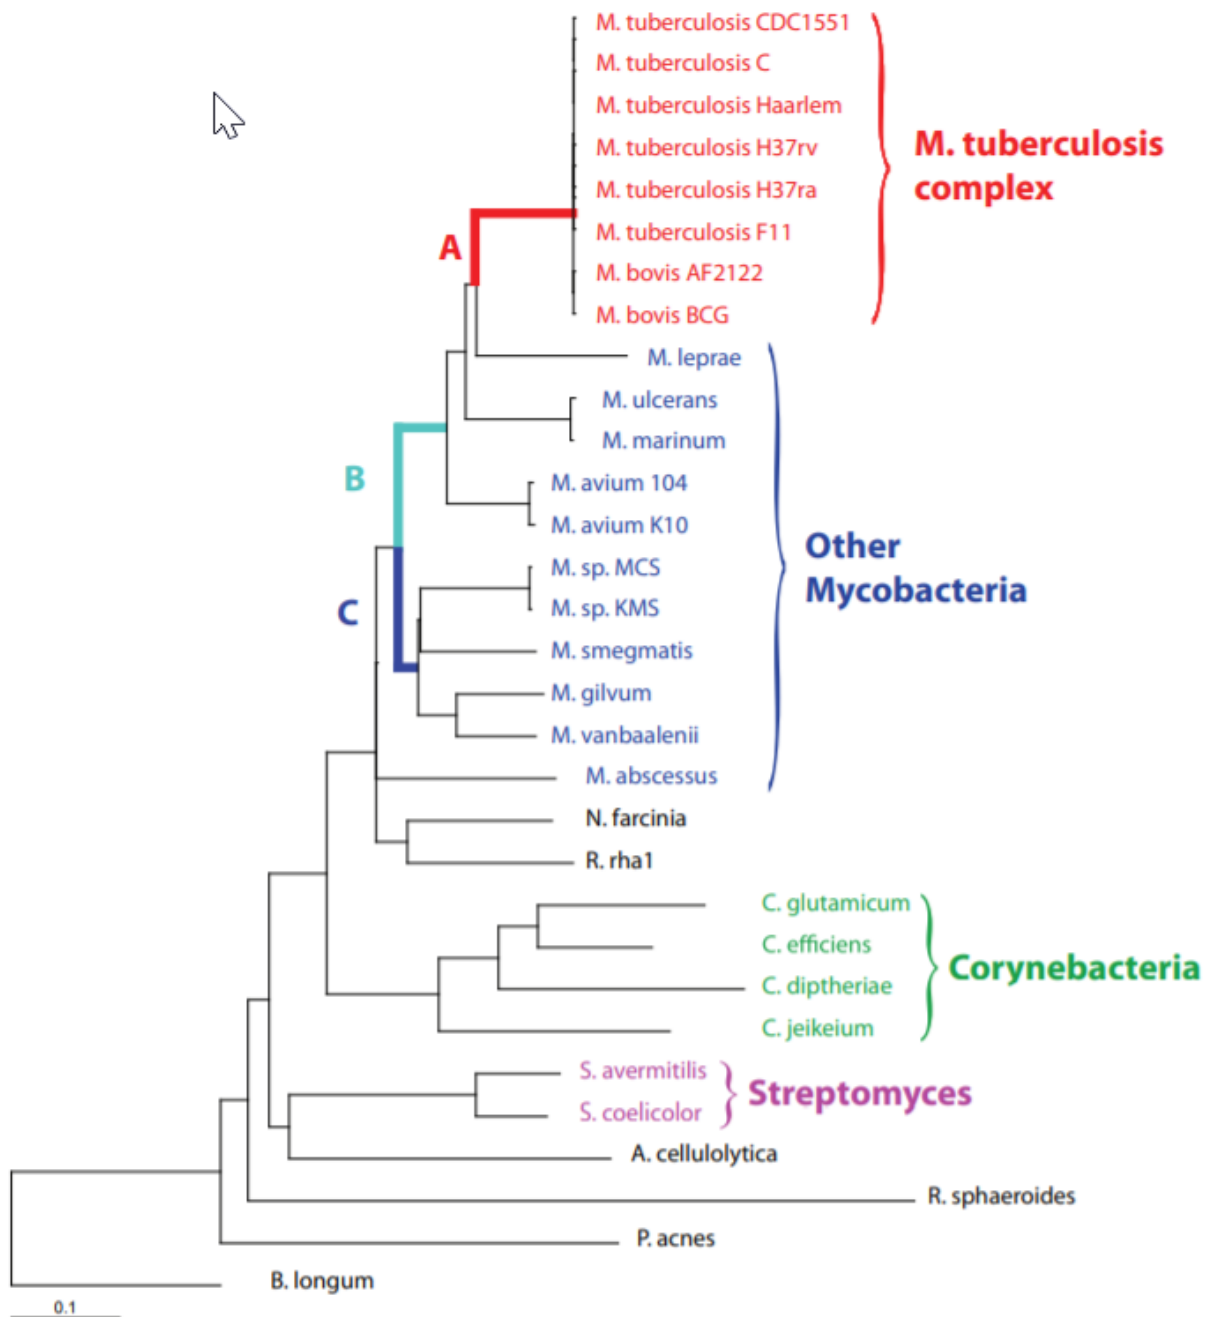 M. tuberculosis CDC1551
M. tuberculosis C
M. tuberculosis Haarlem
M. tuberculosis H37rv
M. tuberculosis H37ra
M. tuberculosis F11
M. bovis AF2122
M. bovis BCG
M. tuberculosis
complex
A
M. leprae
M. ulcerans
M. marinum
B
M. avium 104
M. avium K10
M. sp. MCS
M. sp. KMS
C
M. smegmatis
M. gilvum
M. vanbaalenii
M. abscessus
Other
Mycobacteria
N. farcinia
R. rha1
C. glutamicum
C. efficiens
C. diptheriae
C. jeikeium
Corynebacteria
S. avermitilis
S. coelicolor
Streptomyces
A. cellulolytica
R. sphaeroides
P. acnes
B. longum
0.1